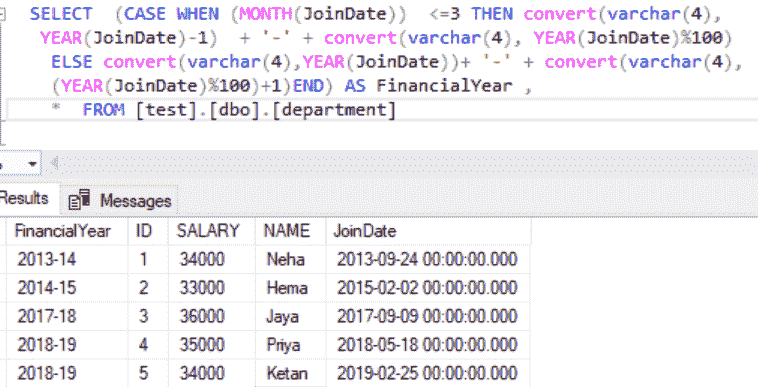 SELECT (CASE WHEN (MONTH(JoinDate)) <=3 THEN convert(varchar(4),
YEAR(JoinDate)-1) + '-' + convert(varchar(4), YEAR(JoinDate)%100)
ELSE convert(varchar(4),YEAR(JoinDate))+ '-' + convert(varchar(4),
(YEAR(JoinDate)%100)+1)END) AS FinancialYear ,
* FROM [test].[dbo].[department]
Results Messages
FinancialYear ID SALARY NAME JoinDate
2013-14 1 34000 Neha 2013-09-24 00:00:00.000
2014-15 2 33000 Hema 2015-02-02 00:00:00.000
2017-18 3 36000 Jaya 2017-09-09 00:00:00.000
2018-19 4 35000 Priya 2018-05-18 00:00:00.000
2018-19 5 34000 Ketan 2019-02-25 00:00:00.000